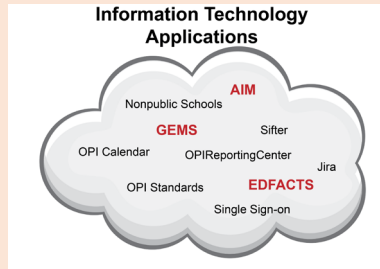 Information Technology
Applications
AIM
Nonpublic Schools
GEMS
Sifter
OPI Calendar
OPIReportingCenter
Jira
OPI Standards
EDFACTS
Single Sign-on